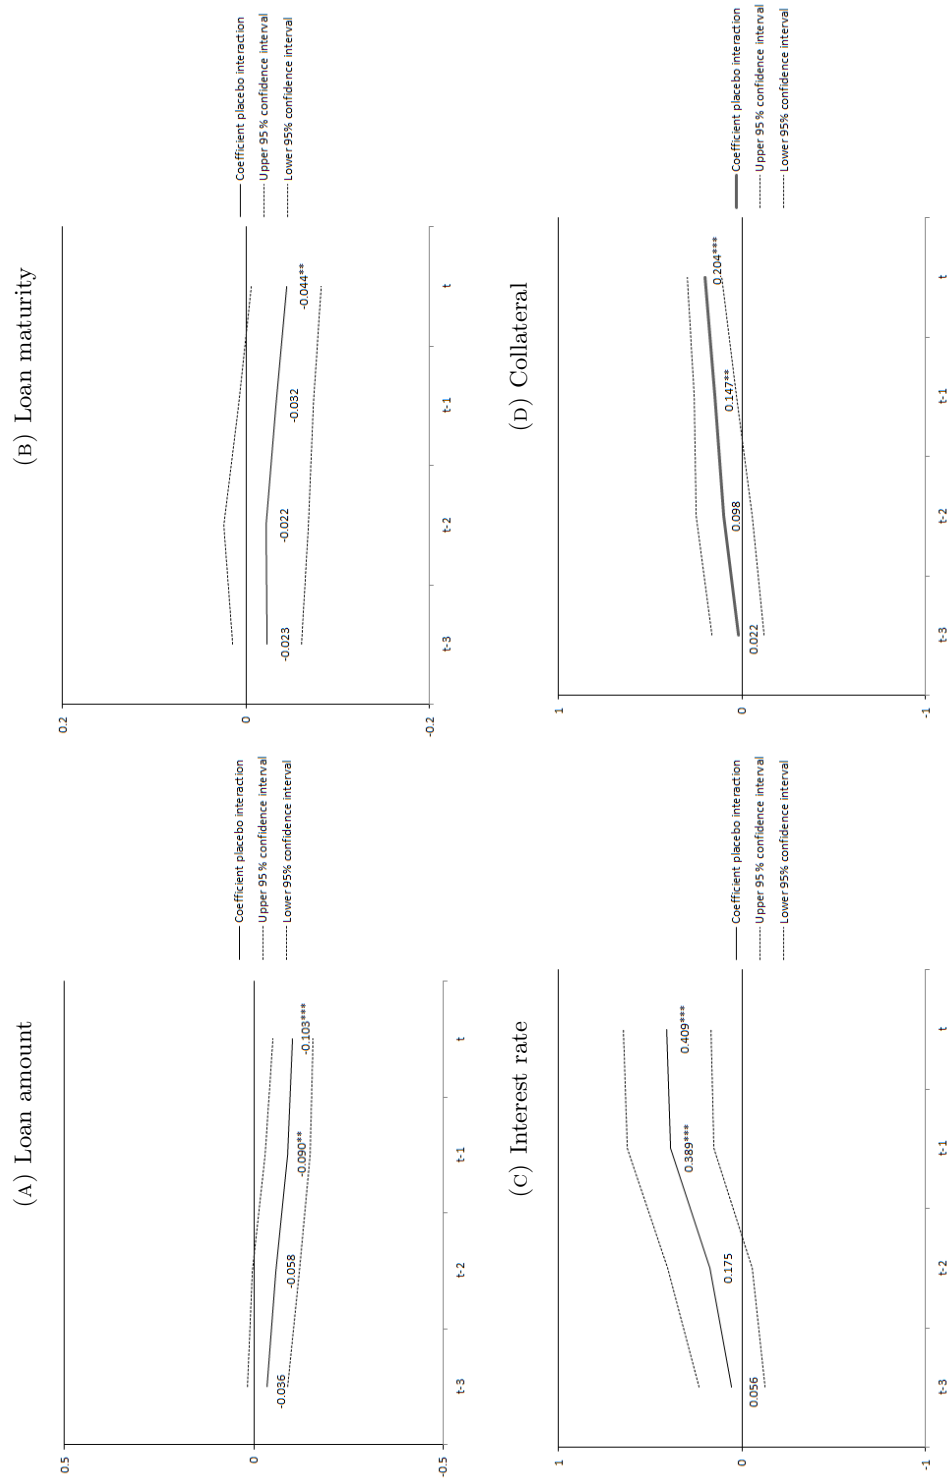 (A) Loan amount
0.5
0
-0.5
-0.036
-0.058
-0.090**
-0.103***
t-3
t-2
t-1
t
Coefficient placebo interaction
Upper 95% confidence interval
Lower 95% confidence interval
(B) Loan maturity
0.2
0
-0.2
-0.023
-0.022
-0.032
-0.044**
t-3
t-2
t-1
t
Coefficient placebo interaction
Upper 95% confidence interval
Lower 95% confidence interval
(C) Interest rate
1
0
-1
0.056
0.175
0.389***
0.409***
t-3
t-2
t-1
t
Coefficient placebo interaction
Upper 95% confidence interval
Lower 95% confidence interval
(D) Collateral
1
0
-1
0.022
0.098
0.147**
0.204***
t-3
t-2
t-1
t
Coefficient placebo interaction
Upper 95% confidence interval
Lower 95% confidence interval